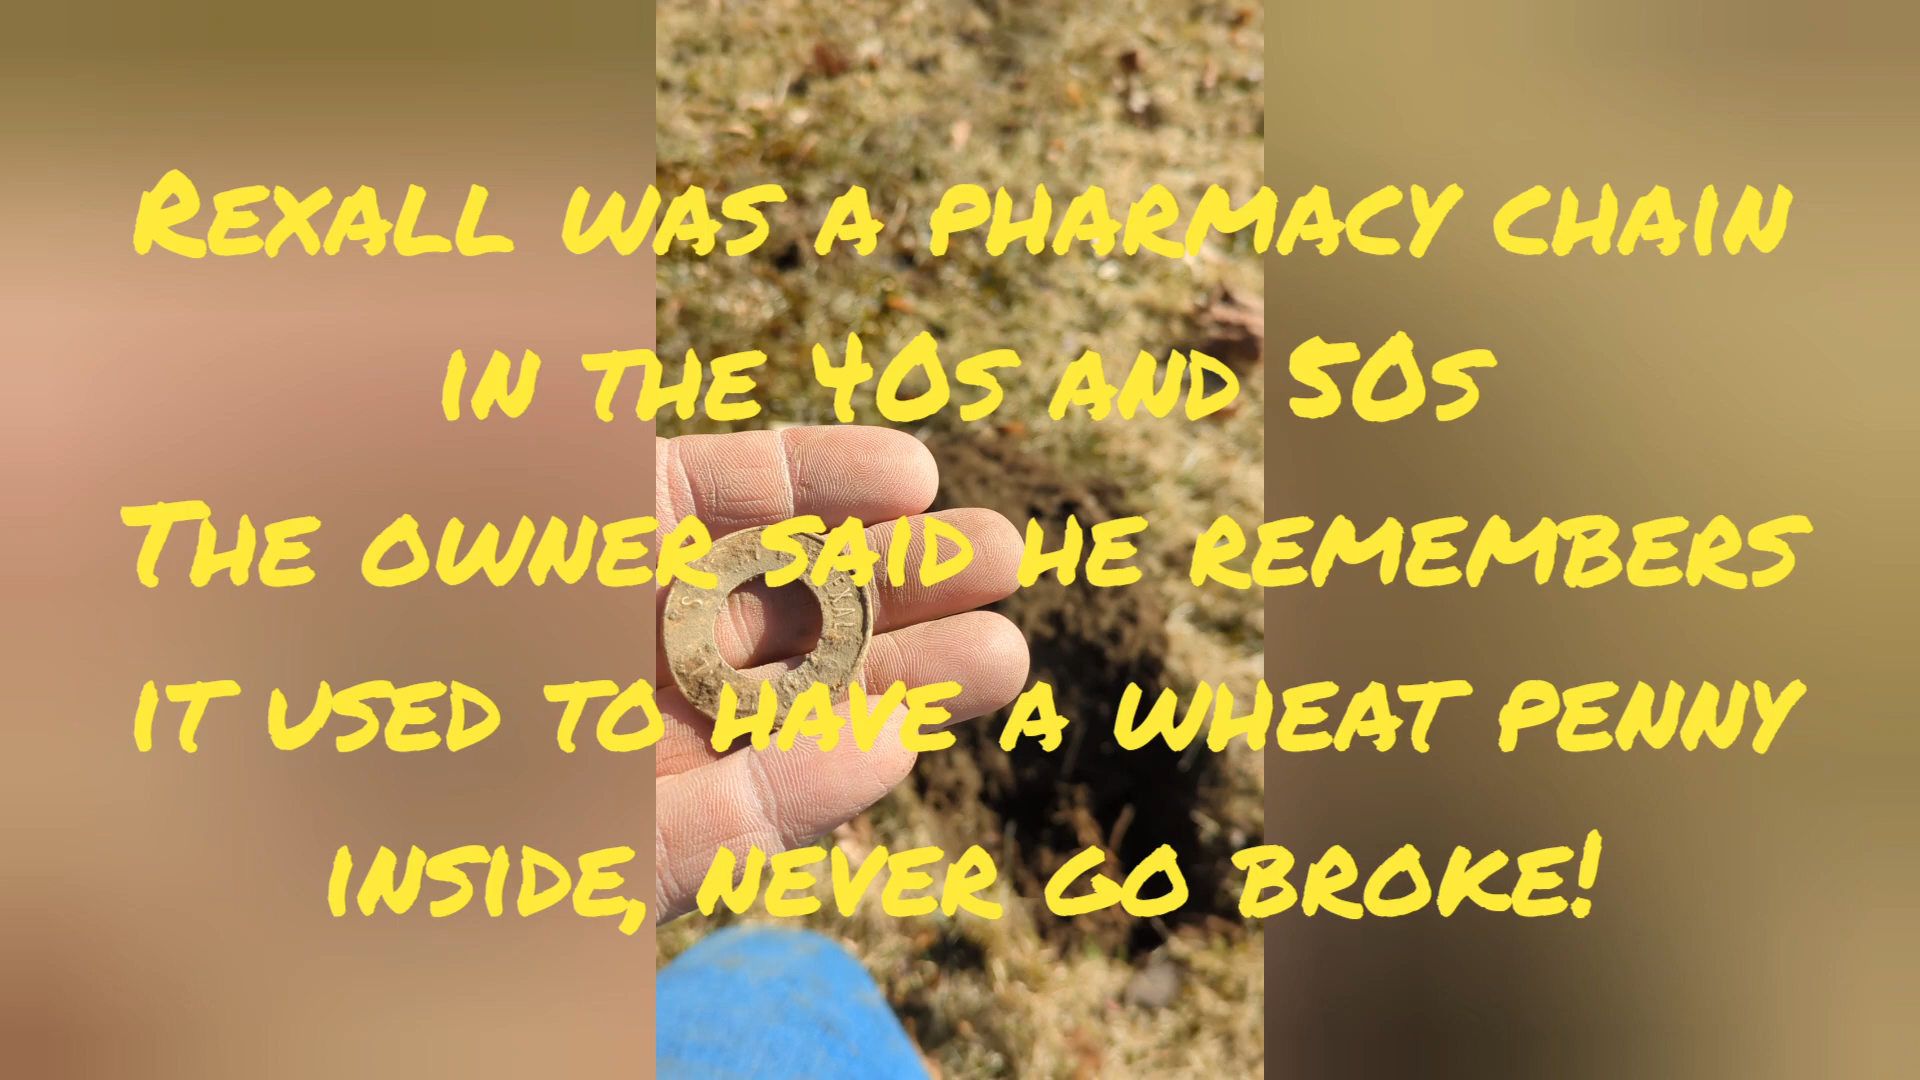 Rexall was a pharmacy chain
in the 40s and 50s
The owner said he remembers
it used to have a wheat penny
inside, never go broke!